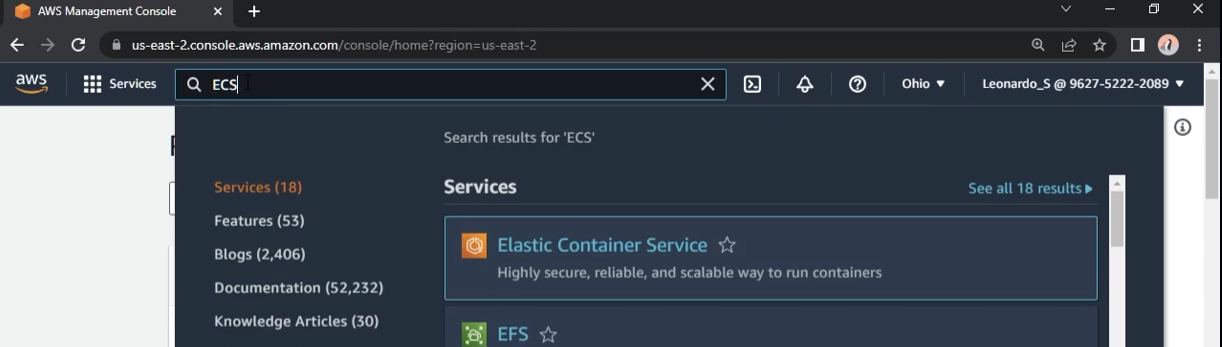 AWS Management Console
us-east-2.console.aws.amazon.com/console/home?region=us-east-2
aws
Services
ECS
Ohio
Leonardo_S @ 9627-5222-2089
Search results for 'ECS'
Services (18)
Services
See all 18 results
Features (53)
Elastic Container Service
Blogs (2,406)
Highly secure, reliable, and scalable way to run containers
Documentation (52,232)
Knowledge Articles (30)
EFS